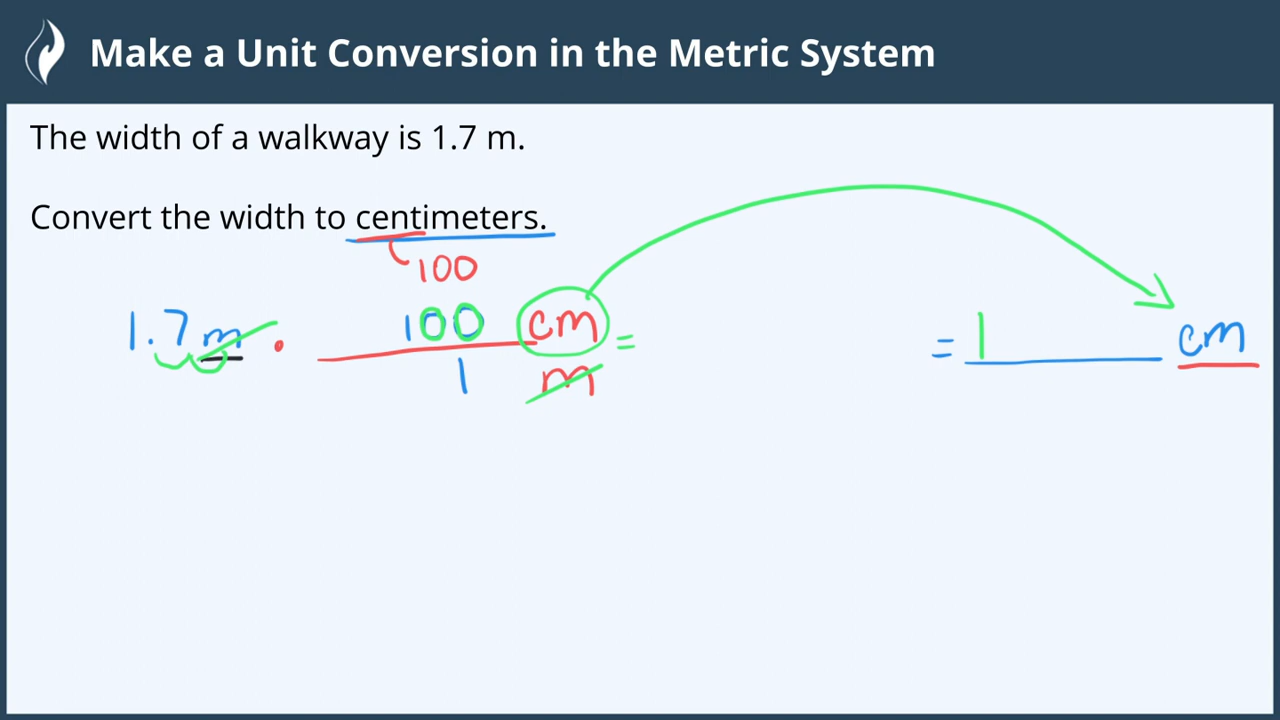 Make a Unit Conversion in the Metric System
The width of a walkway is 1.7 m.
Convert the width to centimeters.
100
1.7 m · 100 cm = = 1 cm
1 m